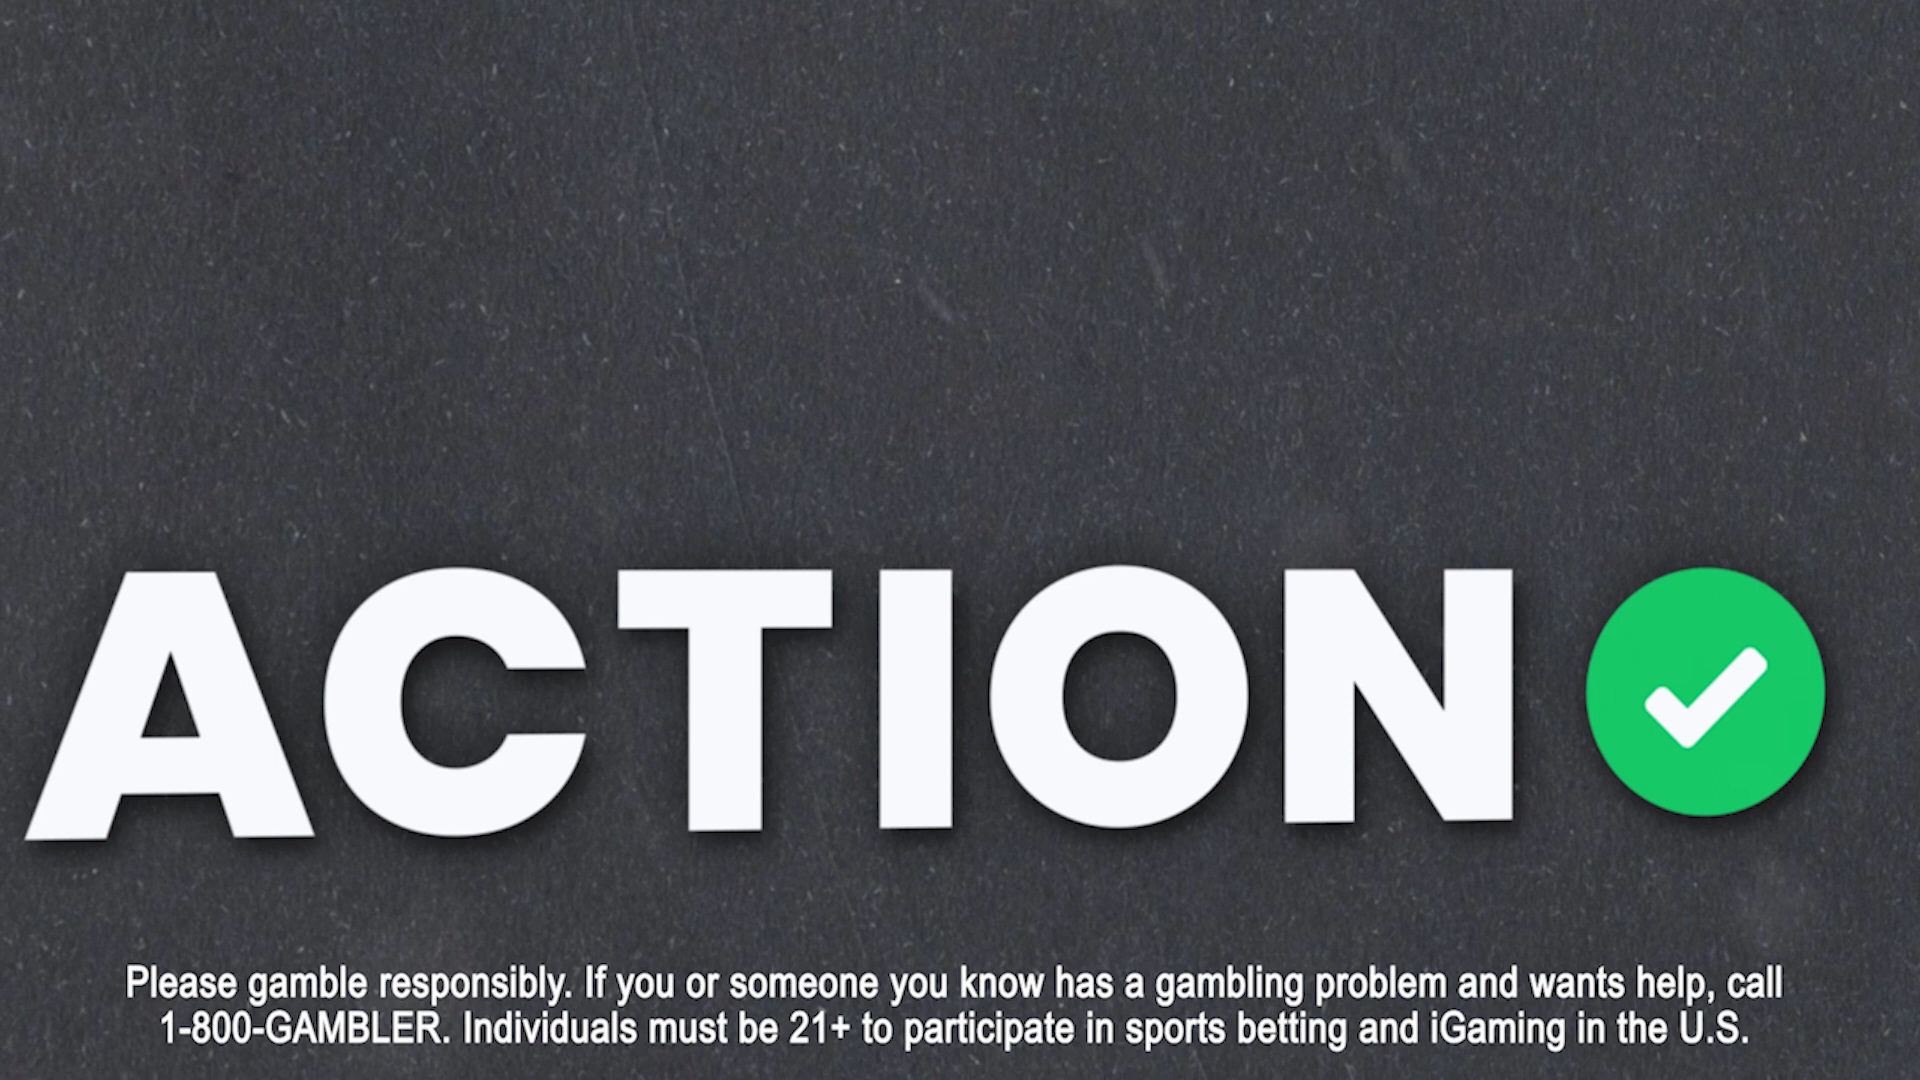 ACTION
Please gamble responsibly. If you or someone you know has a gambling problem and wants help, call
1-800-GAMBLER. Individuals must be 21+ to participate in sports betting and iGaming in the U.S.